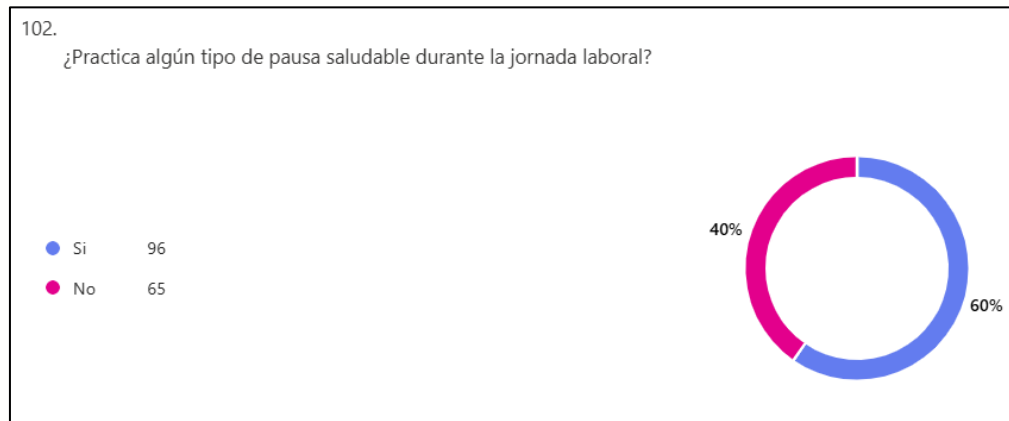 102.
¿Practica algún tipo de pausa saludable durante la jornada laboral?
Si 96
No 65
40%
60%